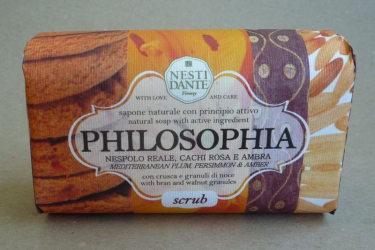 NESTI
DANTE
Firenze
WITH LOVE AND CARE
sapone naturale con principio attivo
natural soap with active ingredient
PHILOSOPHIA
NESPOLO REALE, CACHI ROSA E AMBRA
MEDITERRANEAN PLUM, PERSIMMON & AMBER
con crusca e granuli di noce
with bran and walnut granules
scrub